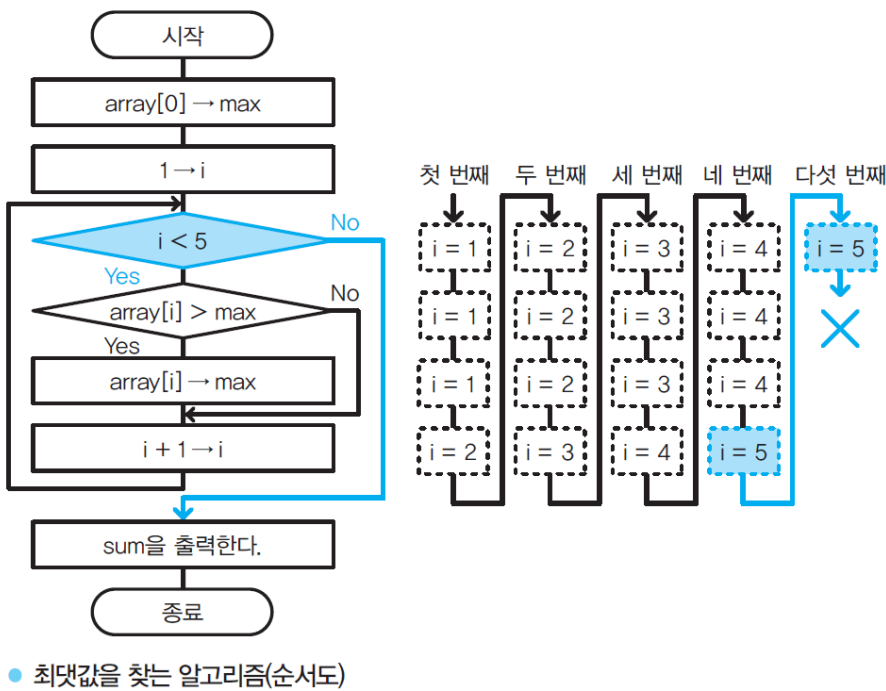 시작
array[0] → max
1 → i
i < 5
No
Yes
array[i] > max
No
Yes
array[i] → max
i + 1 → i
sum을 출력한다.
종료
첫 번째 두 번째 세 번째 네 번째 다섯 번째
i = 1 i = 2 i = 3 i = 4 i = 5
i = 1 i = 2 i = 3 i = 4
i = 1 i = 2 i = 3 i = 4
i = 2 i = 3 i = 4 i = 5
최댓값을 찾는 알고리즘(순서도)